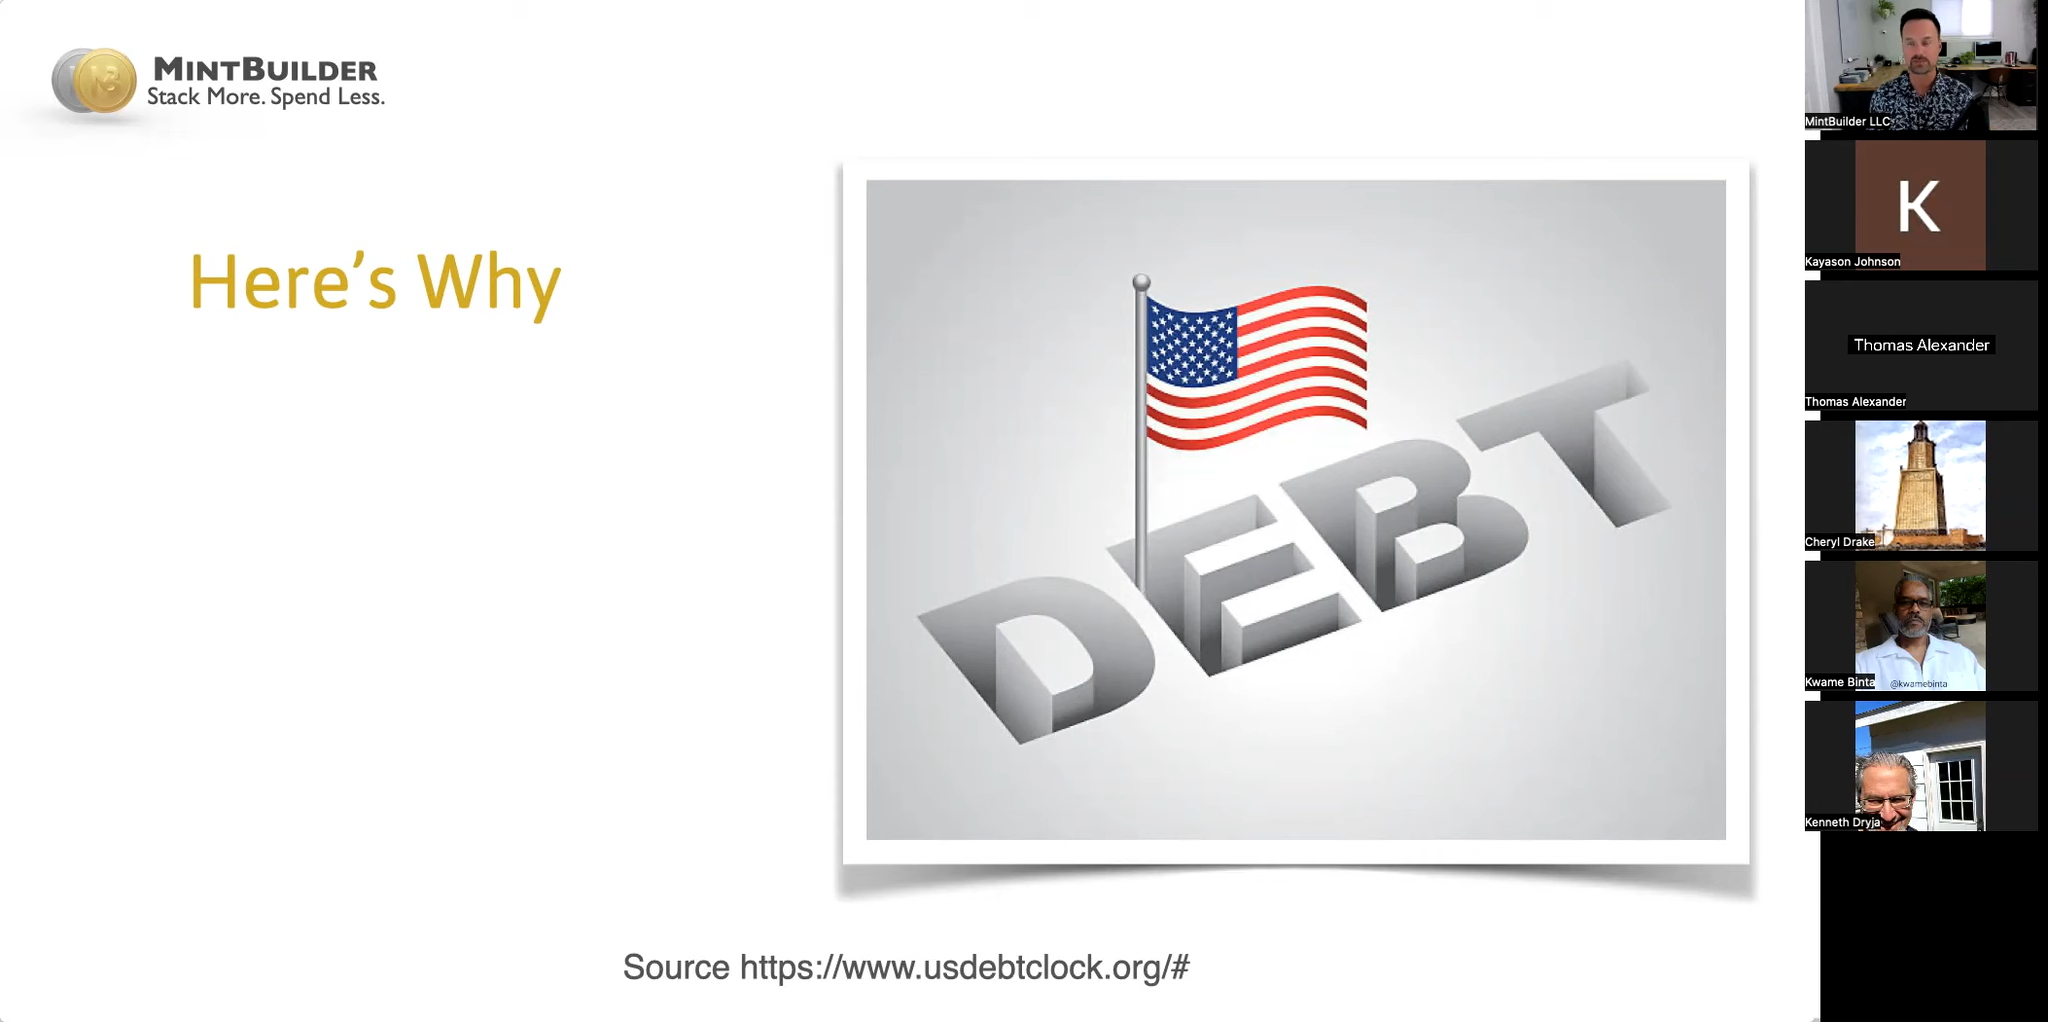 MINTBUILDER
Stack More. Spend Less.
Here's Why
DEBT
Source https://www.usdebtclock.org/#
MintBuilder LLC
K
Kayason Johnson
Thomas Alexander
Thomas Alexander
Cheryl Drake
Kwame Binta
@kwamebinta
Kenneth Dryja